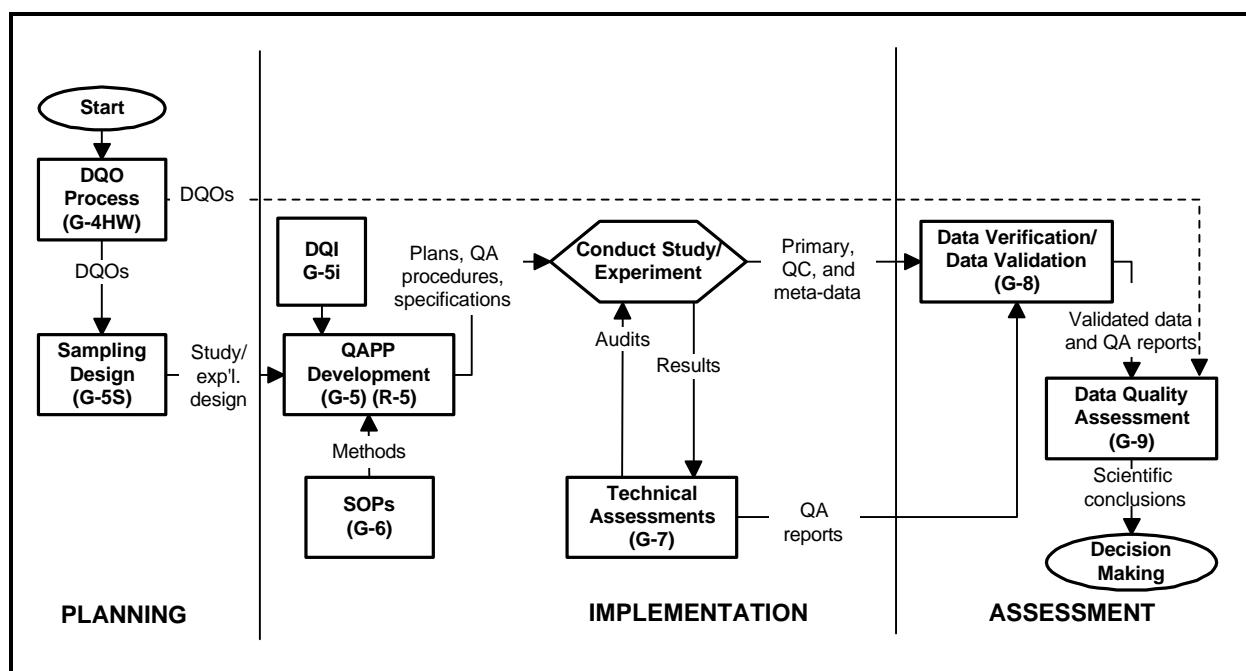 Start
DQO
Process
(G-4HW)
DQOs
DQOs
Sampling
Design
(G-5S)
Study/
exp'l.
design
DQI
G-5i
QAPP
Development
(G-5) (R-5)
Methods
SOPs
(G-6)
Plans, QA
procedures,
specifications
Conduct Study/
Experiment
Audits
Results
Technical
Assessments
(G-7)
Primary,
QC, and
meta-data
QA
reports
Data Verification/
Data Validation
(G-8)
Validated data
and QA reports
Data Quality
Assessment
(G-9)
Scientific
conclusions
Decision
Making
PLANNING
IMPLEMENTATION
ASSESSMENT